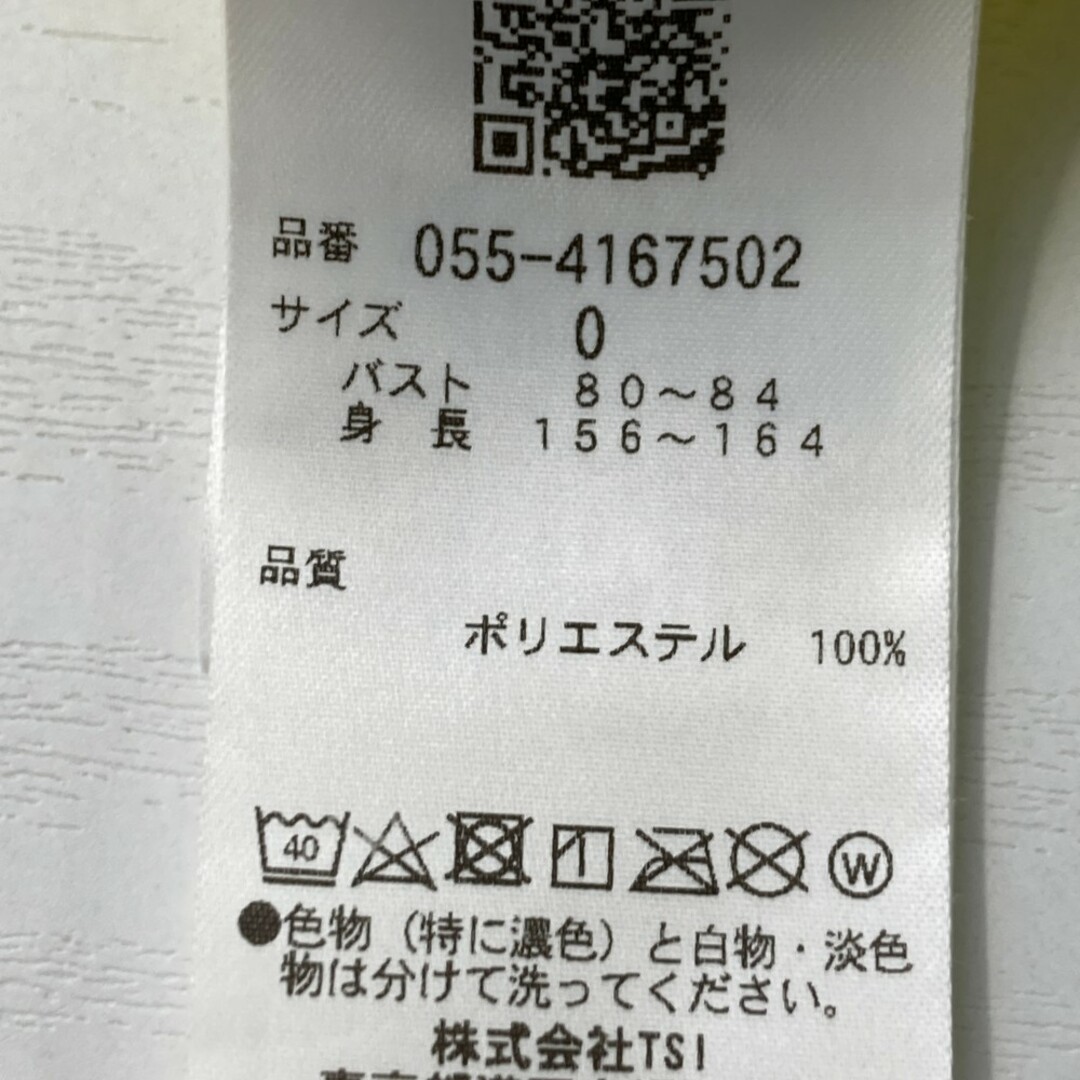 品番 055-4167502
サイズ 0
バスト 80～84
身長 156～164
品質
ポリエステル 100%
40 W
●色物（特に濃色）と白物・淡色
物は分けて洗ってください。
株式会社TSI